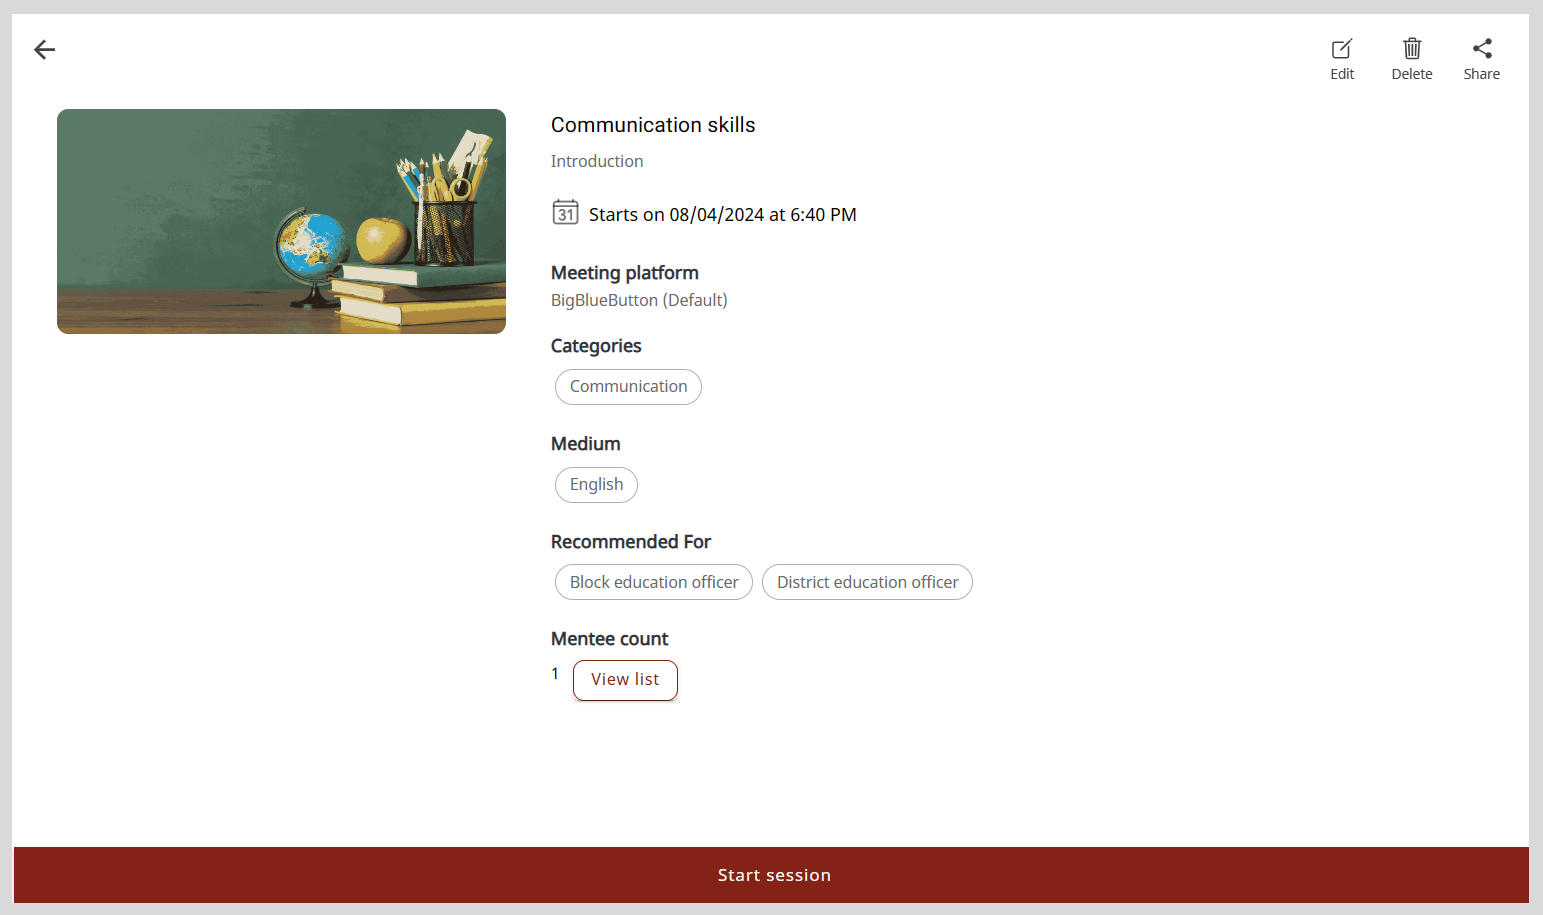 Edit Delete Share
Communication skills
Introduction
31 Starts on 08/04/2024 at 6:40 PM
Meeting platform
BigBlueButton (Default)
Categories
Communication
Medium
English
Recommended For
Block education officer District education officer
Mentee count
1 View list
Start session